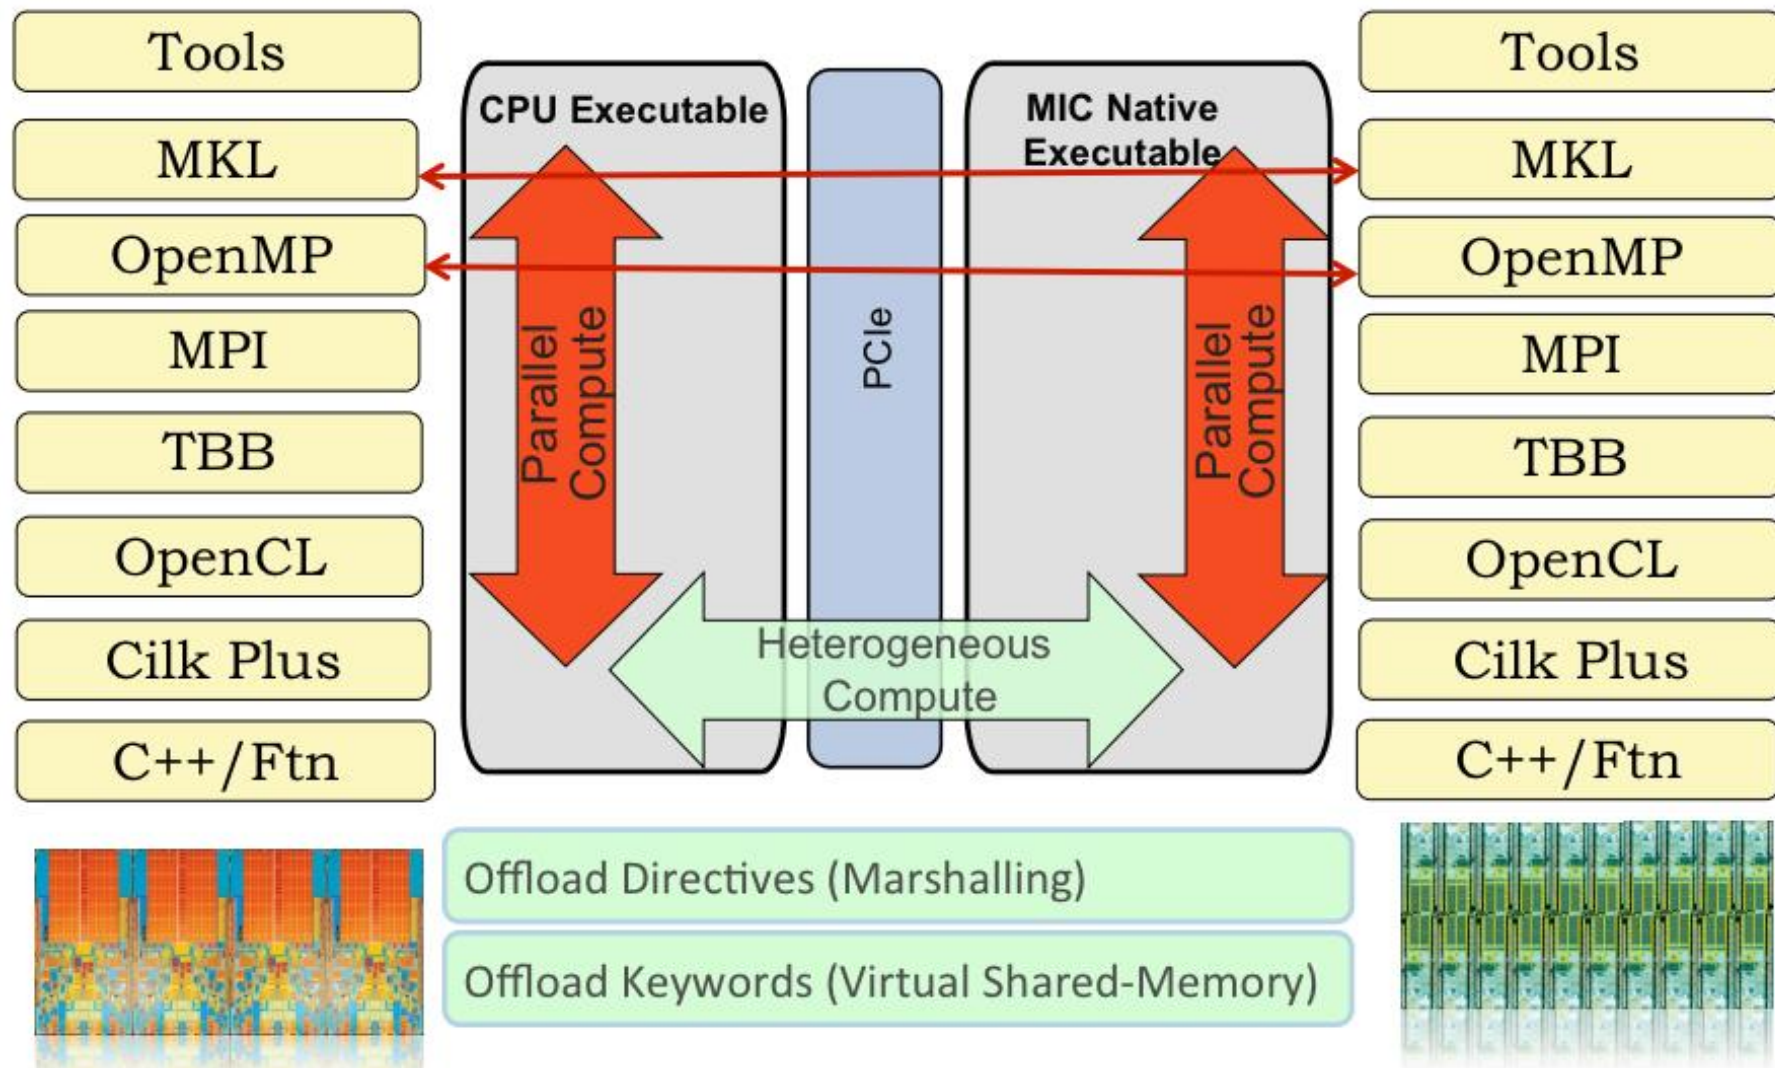 Tools
MKL
OpenMP
MPI
TBB
OpenCL
Cilk Plus
C++/Ftn
CPU Executable
Parallel
Compute
PCIe
MIC Native
Executable
Parallel
Compute
Heterogeneous
Compute
Tools
MKL
OpenMP
MPI
TBB
OpenCL
Cilk Plus
C++/Ftn
Offload Directives (Marshalling)
Offload Keywords (Virtual Shared-Memory)